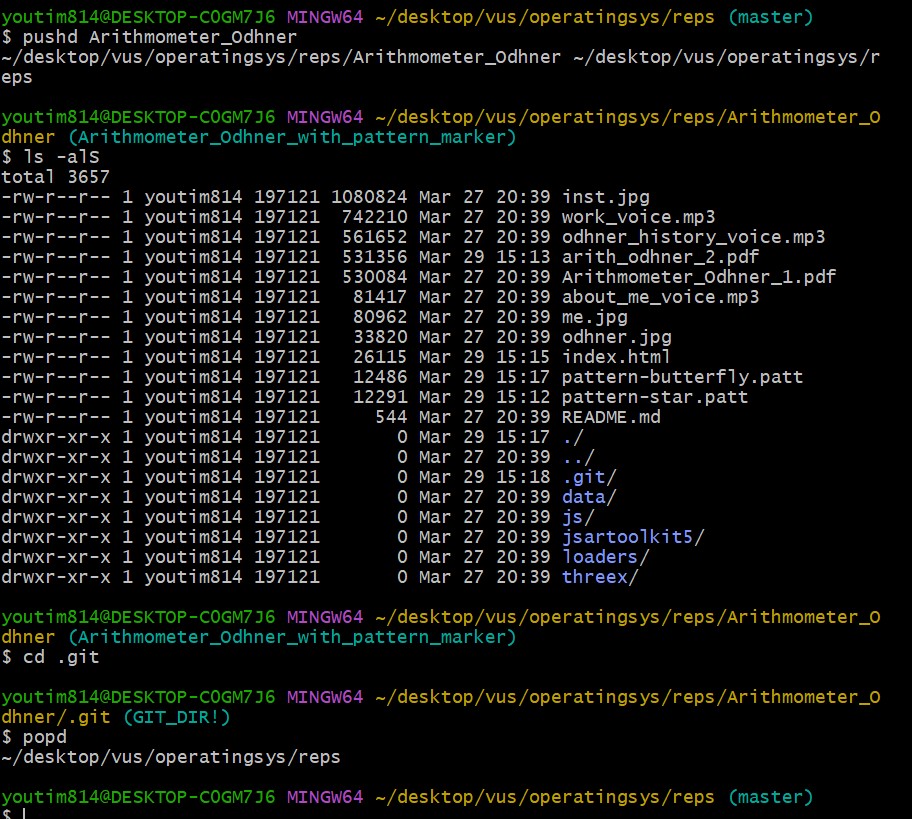 youtim814@DESKTOP-COGM7J6 MINGW64 ~/desktop/vus/operatingsys/reps (master)
$ pushd Arithmometer_Odhner
~/desktop/vus/operatingsys/reps/Arithmometer_Odhner ~/desktop/vus/operatingsys/r
eps

youtim814@DESKTOP-COGM7J6 MINGW64 ~/desktop/vus/operatingsys/reps/Arithmometer_O
dhner (Arithmometer_Odhner_with_pattern_marker)
$ ls -alS
total 3657
-rw-r--r-- 1 youtim814 197121 1080824 Mar 27 20:39 inst.jpg
-rw-r--r-- 1 youtim814 197121  742210 Mar 27 20:39 work_voice.mp3
-rw-r--r-- 1 youtim814 197121  561652 Mar 27 20:39 odhner_history_voice.mp3
-rw-r--r-- 1 youtim814 197121  531356 Mar 29 15:13 arith_odhner_2.pdf
-rw-r--r-- 1 youtim814 197121  530084 Mar 27 20:39 Arithmometer_Odhner_1.pdf
-rw-r--r-- 1 youtim814 197121   81417 Mar 27 20:39 about_me_voice.mp3
-rw-r--r-- 1 youtim814 197121   80962 Mar 27 20:39 me.jpg
-rw-r--r-- 1 youtim814 197121   33820 Mar 27 20:39 odhner.jpg
-rw-r--r-- 1 youtim814 197121   26115 Mar 29 15:15 index.html
-rw-r--r-- 1 youtim814 197121   12486 Mar 29 15:17 pattern-butterfly.patt
-rw-r--r-- 1 youtim814 197121   12291 Mar 29 15:12 pattern-star.patt
-rw-r--r-- 1 youtim814 197121     544 Mar 27 20:39 README.md
drwxr-xr-x 1 youtim814 197121       0 Mar 29 15:17 ./
drwxr-xr-x 1 youtim814 197121       0 Mar 27 20:39 ../
drwxr-xr-x 1 youtim814 197121       0 Mar 29 15:18 .git/
drwxr-xr-x 1 youtim814 197121       0 Mar 27 20:39 data/
drwxr-xr-x 1 youtim814 197121       0 Mar 27 20:39 js/
drwxr-xr-x 1 youtim814 197121       0 Mar 27 20:39 jsartoolkit5/
drwxr-xr-x 1 youtim814 197121       0 Mar 27 20:39 loaders/
drwxr-xr-x 1 youtim814 197121       0 Mar 27 20:39 threex/

youtim814@DESKTOP-COGM7J6 MINGW64 ~/desktop/vus/operatingsys/reps/Arithmometer_O
dhner (Arithmometer_Odhner_with_pattern_marker)
$ cd .git

youtim814@DESKTOP-COGM7J6 MINGW64 ~/desktop/vus/operatingsys/reps/Arithmometer_O
dhner/.git (GIT_DIR!)
$ popd
~/desktop/vus/operatingsys/reps

youtim814@DESKTOP-COGM7J6 MINGW64 ~/desktop/vus/operatingsys/reps (master)
$